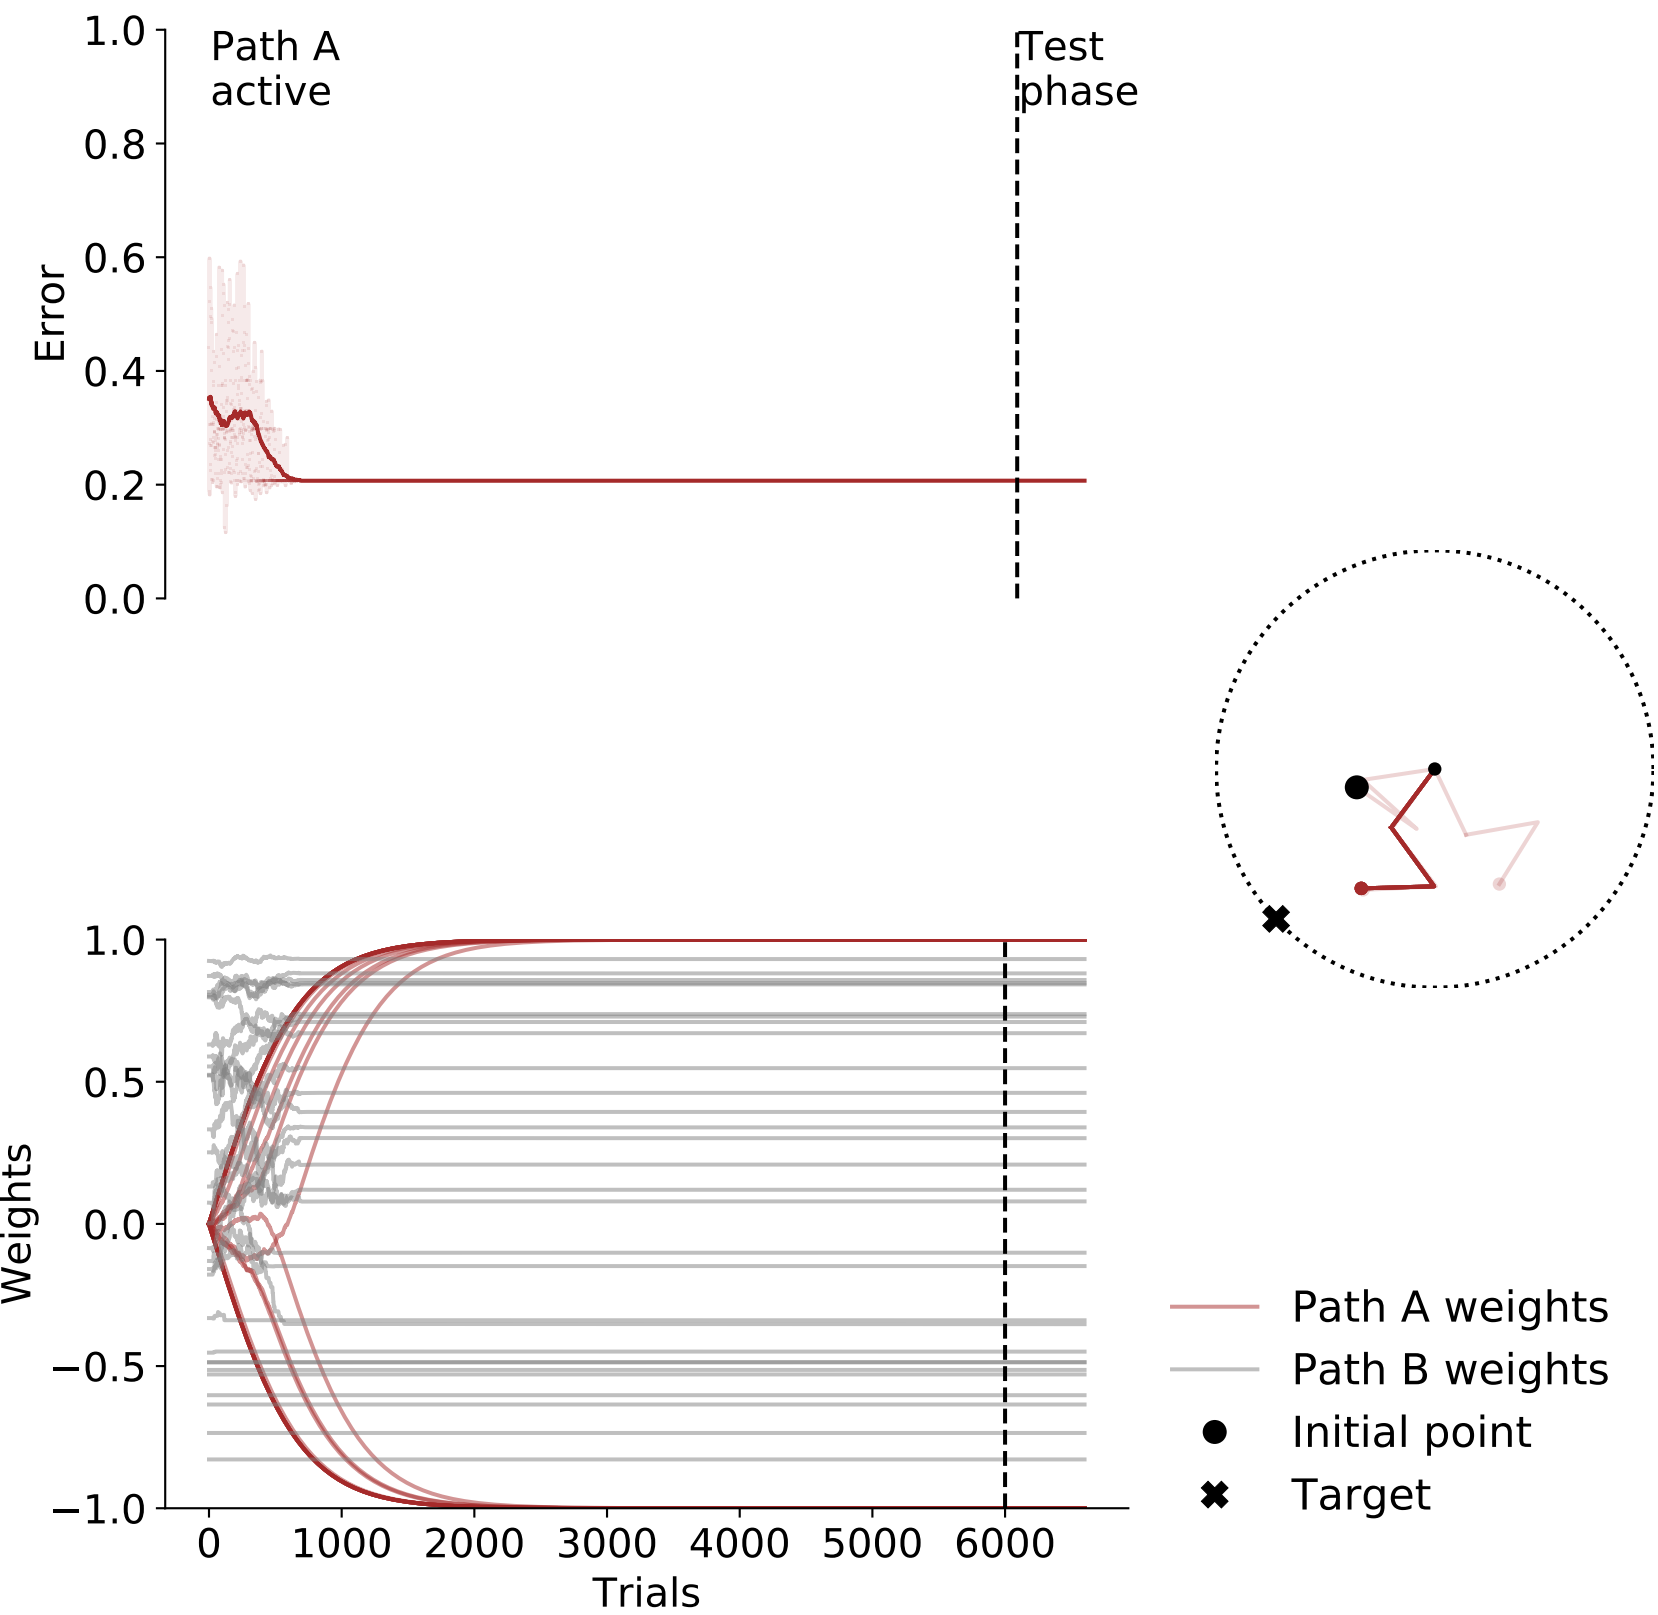 1.0
0.8
0.6
0.4
0.2
0.0
Error
Path A
active
Test
phase
1.0
0.5
0.0
−0.5
−1.0
Weights
0 1000 2000 3000 4000 5000 6000
Trials
Path A weights
Path B weights
Initial point
Target